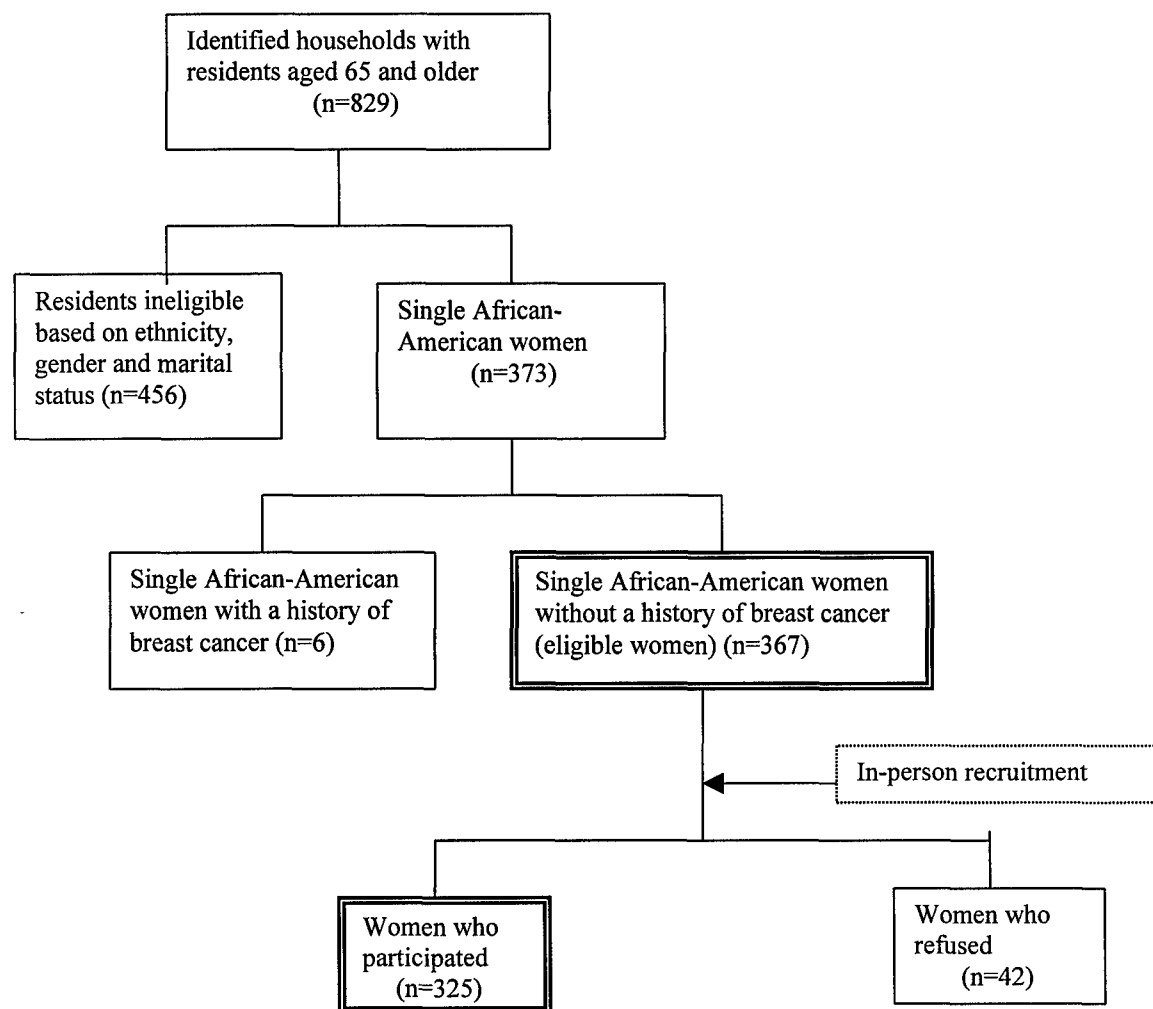 Identified households with
residents aged 65 and older
(n=829)
Residents ineligible
based on ethnicity,
gender and marital
status (n=456)
Single African-
American women
(n=373)
Single African-American
women with a history of
breast cancer (n=6)
Single African-American women
without a history of breast cancer
(eligible women) (n=367)
In-person recruitment
Women who
participated
(n=325)
Women who
refused
(n=42)